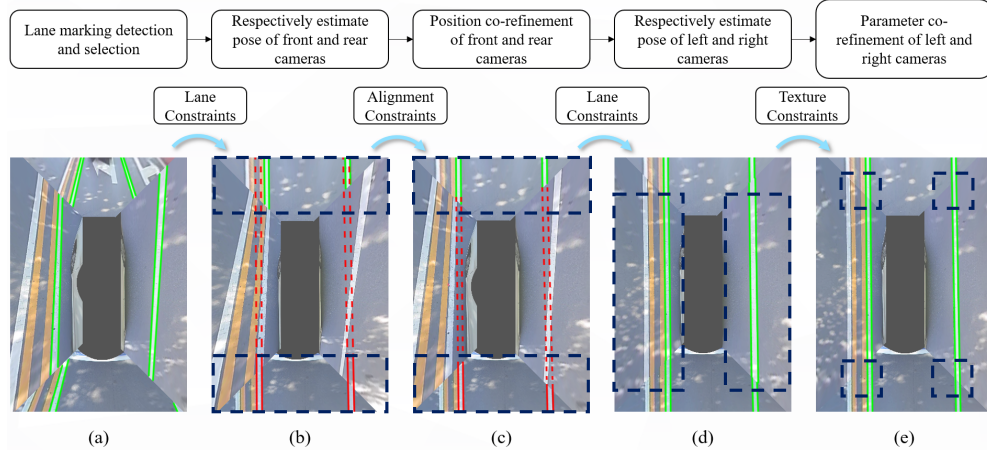 Lane marking detection
and selection
Respectively estimate
pose of front and rear
cameras
Position co-refinement
of front and rear
cameras
Respectively estimate
pose of left and right
cameras
Parameter co-
refinement of left and
right cameras
Lane
Constraints
Alignment
Constraints
Lane
Constraints
Texture
Constraints
(a)
(b)
(c)
(d)
(e)